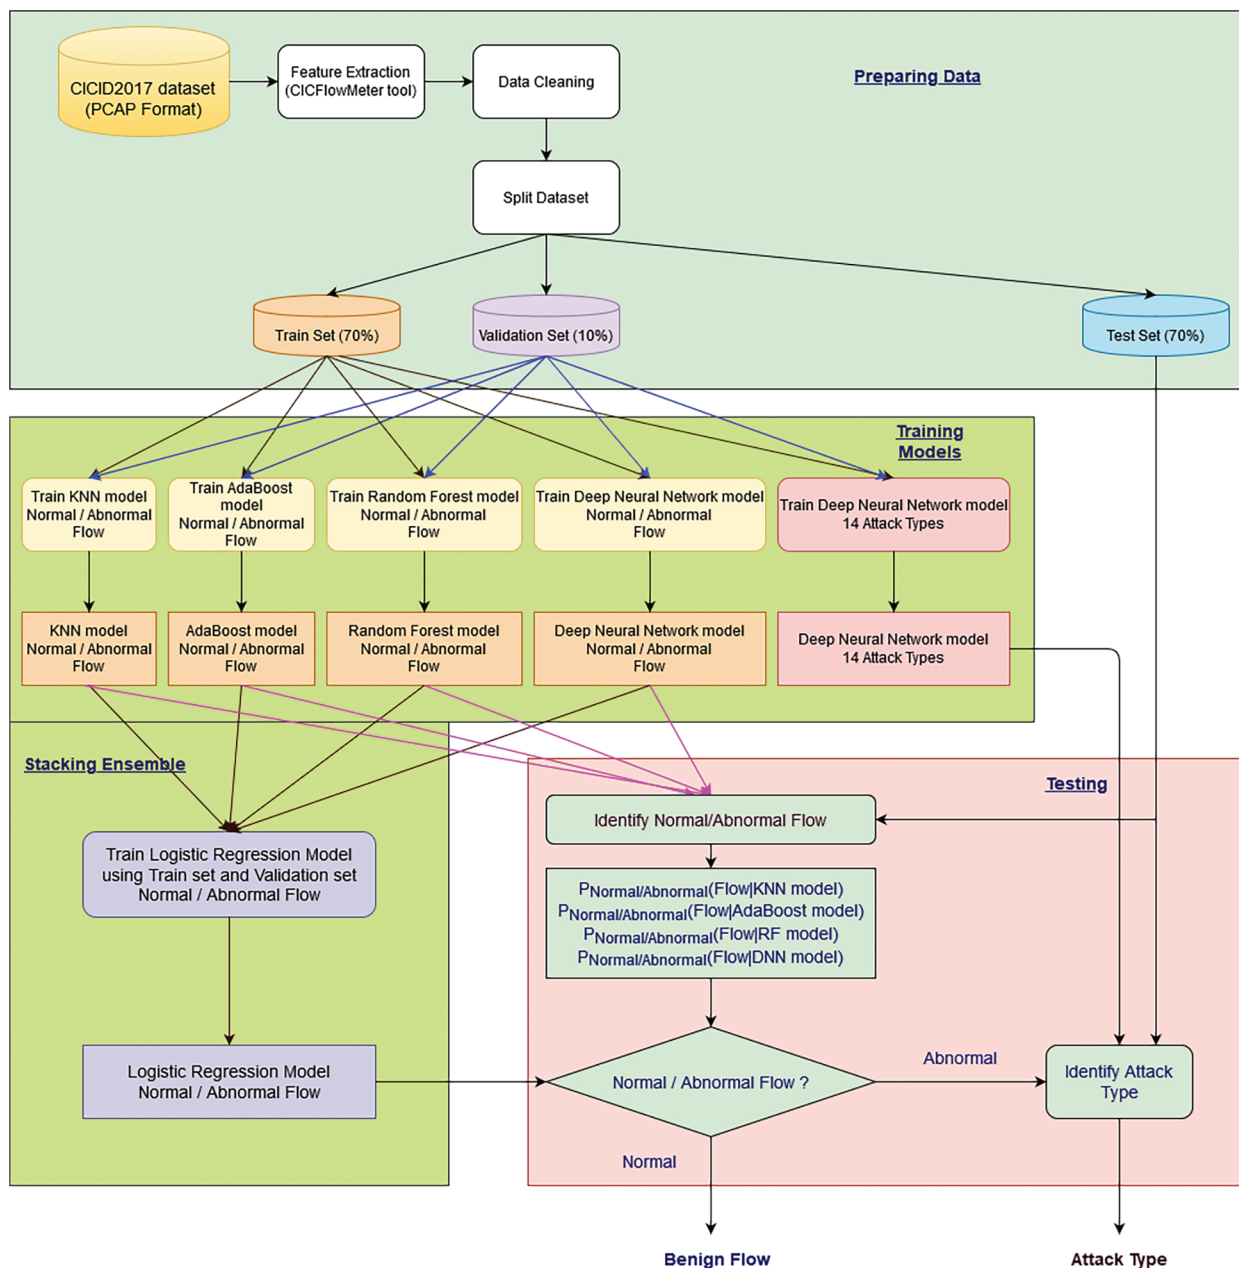 CICID2017 dataset
(PCAP Format)
Feature Extraction
(CICFlowMeter tool)
Data Cleaning
Preparing Data
Split Dataset
Train Set (70%)
Validation Set (10%)
Test Set (70%)
Training
Models
Train KNN model
Normal / Abnormal
Flow
Train AdaBoost
model
Normal / Abnormal
Flow
Train Random Forest model
Normal / Abnormal
Flow
Train Deep Neural Network model
Normal / Abnormal
Flow
Train Deep Neural Network model
14 Attack Types
KNN model
Normal / Abnormal
Flow
AdaBoost model
Normal / Abnormal
Flow
Random Forest model
Normal / Abnormal
Flow
Deep Neural Network model
Normal / Abnormal
Flow
Deep Neural Network model
14 Attack Types
Stacking Ensemble
Train Logistic Regression Model
using Train set and Validation set
Normal / Abnormal Flow
Logistic Regression Model
Normal / Abnormal Flow
Testing
Identify Normal/Abnormal Flow
PNormal/Abnormal(Flow|KNN model)
PNormal/Abnormal(Flow|AdaBoost model)
PNormal/Abnormal(Flow|RF model)
PNormal/Abnormal(Flow|DNN model)
Normal / Abnormal Flow ?
Abnormal
Identify Attack
Type
Normal
Benign Flow
Attack Type